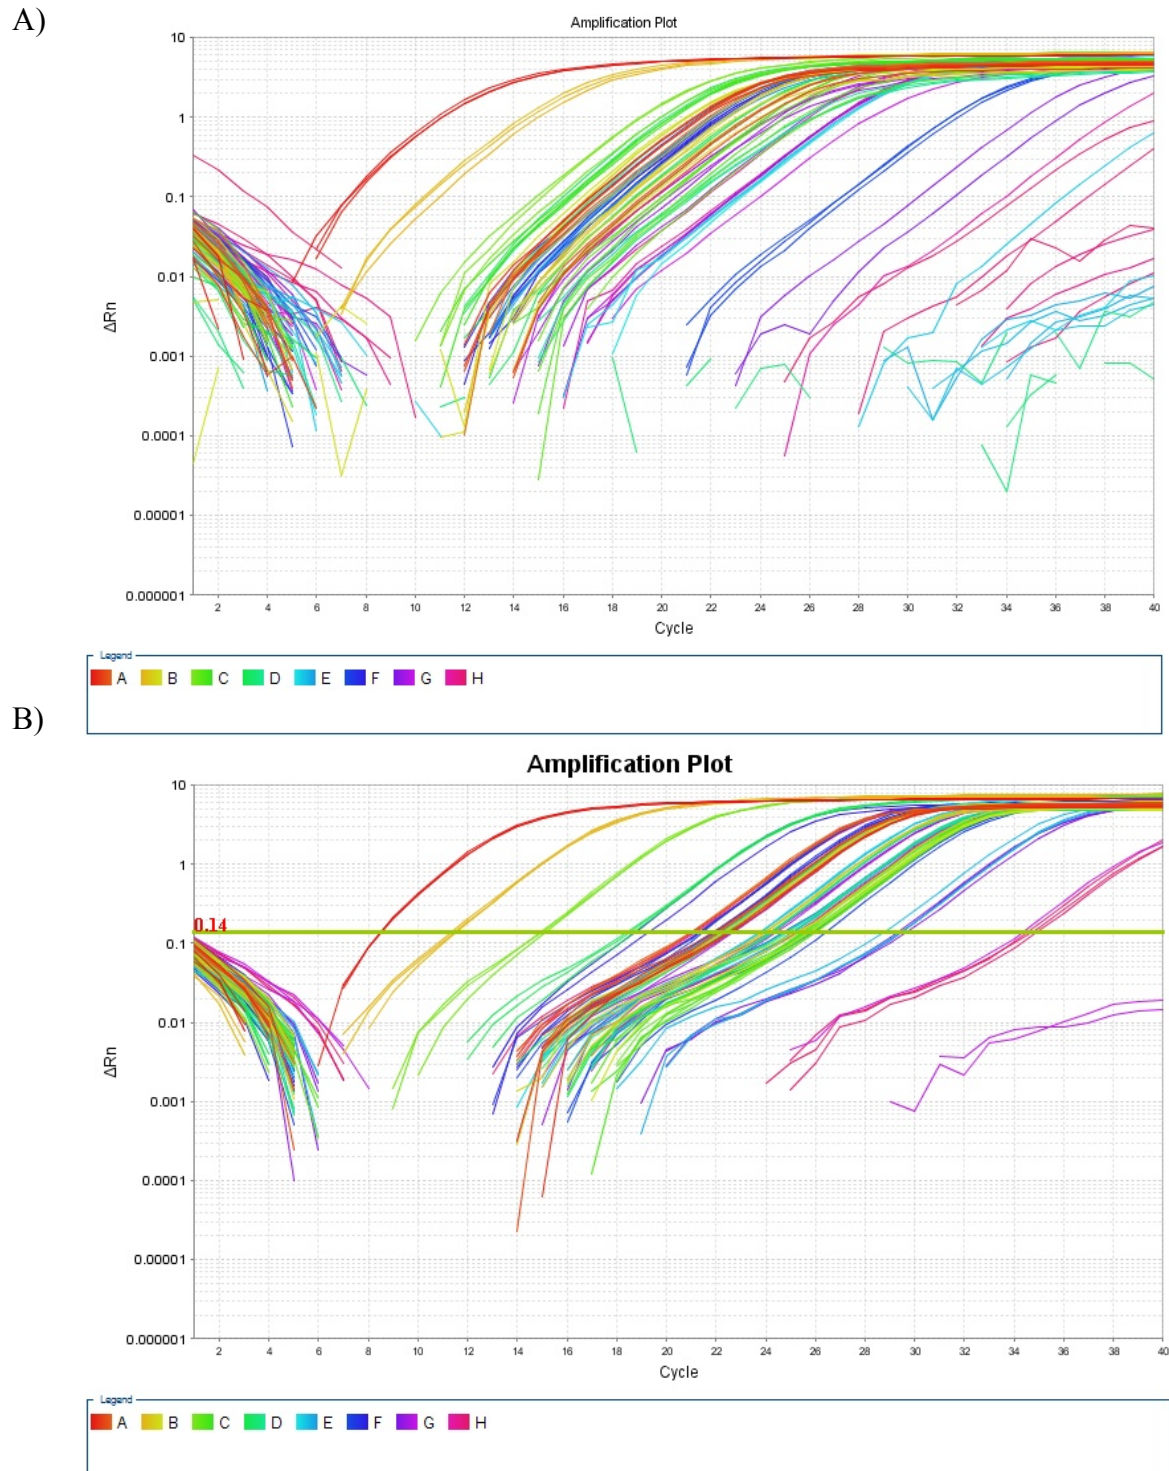 A)
Amplification Plot
10
1
0.1
0.01
0.001
0.0001
0.00001
0.000001
ΔRn
2 4 6 8 10 12 14 16 18 20 22 24 26 28 30 32 34 36 38 40
Cycle
Legend
A B C D E F G H
B)
Amplification Plot
10
1
0.14
0.1
0.01
0.001
0.0001
0.00001
0.000001
ΔRn
2 4 6 8 10 12 14 16 18 20 22 24 26 28 30 32 34 36 38 40
Cycle
Legend
A B C D E F G H